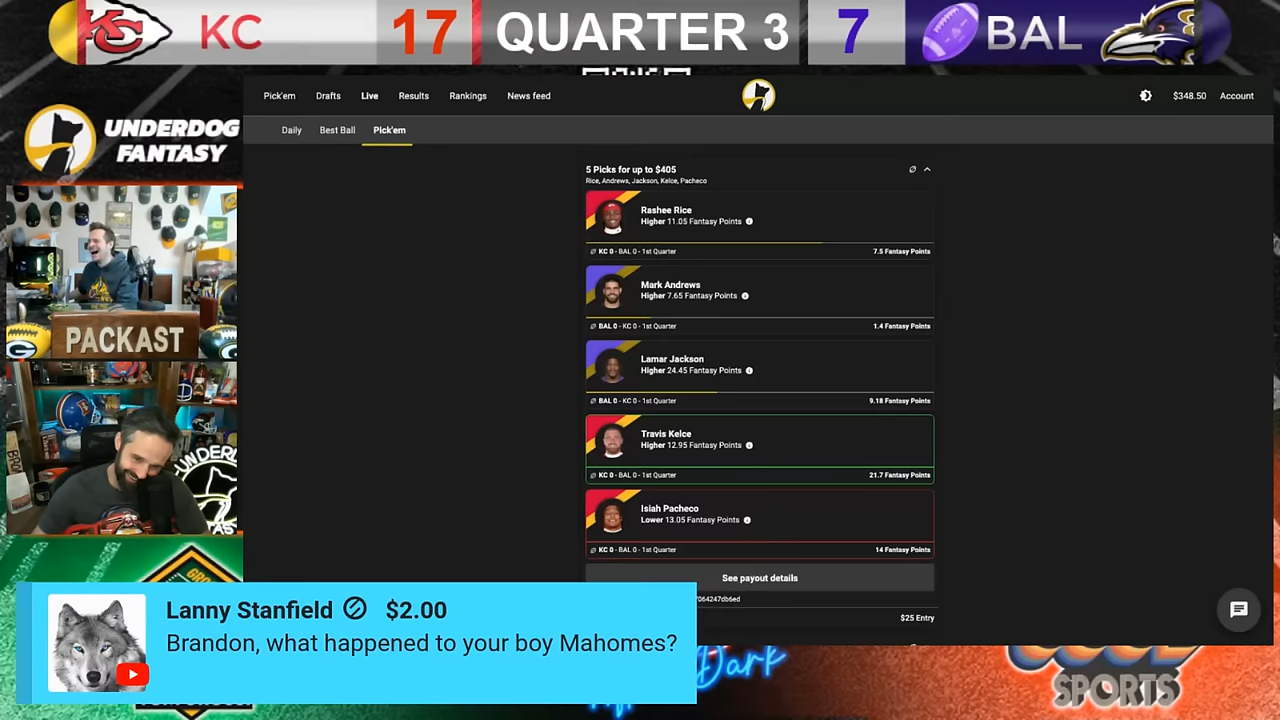 KC 17 QUARTER 3 7 BAL
UNDERDOG
FANTASY
Pick'em Drafts Live Results Rankings News feed $348.50 Account
Daily Best Ball Pick'em
5 Picks for up to $405
Rice, Andrews, Jackson, Kelce, Pacheco
Rashee Rice
Higher 11.05 Fantasy Points
KC 0 - BAL 0 - 1st Quarter 7.5 Fantasy Points
Mark Andrews
Higher 7.65 Fantasy Points
BAL 0 - KC 0 - 1st Quarter 1.4 Fantasy Points
Lamar Jackson
Higher 24.45 Fantasy Points
BAL 0 - KC 0 - 1st Quarter 9.18 Fantasy Points
Travis Kelce
Higher 12.95 Fantasy Points
KC 0 - BAL 0 - 1st Quarter 21.7 Fantasy Points
Isiah Pacheco
Lower 13.05 Fantasy Points
KC 0 - BAL 0 - 1st Quarter 14 Fantasy Points
See payout details
064247db6ed
$25 Entry
PACKAST
Lanny Stanfield $2.00
Brandon, what happened to your boy Mahomes?
Dark
SPORTS